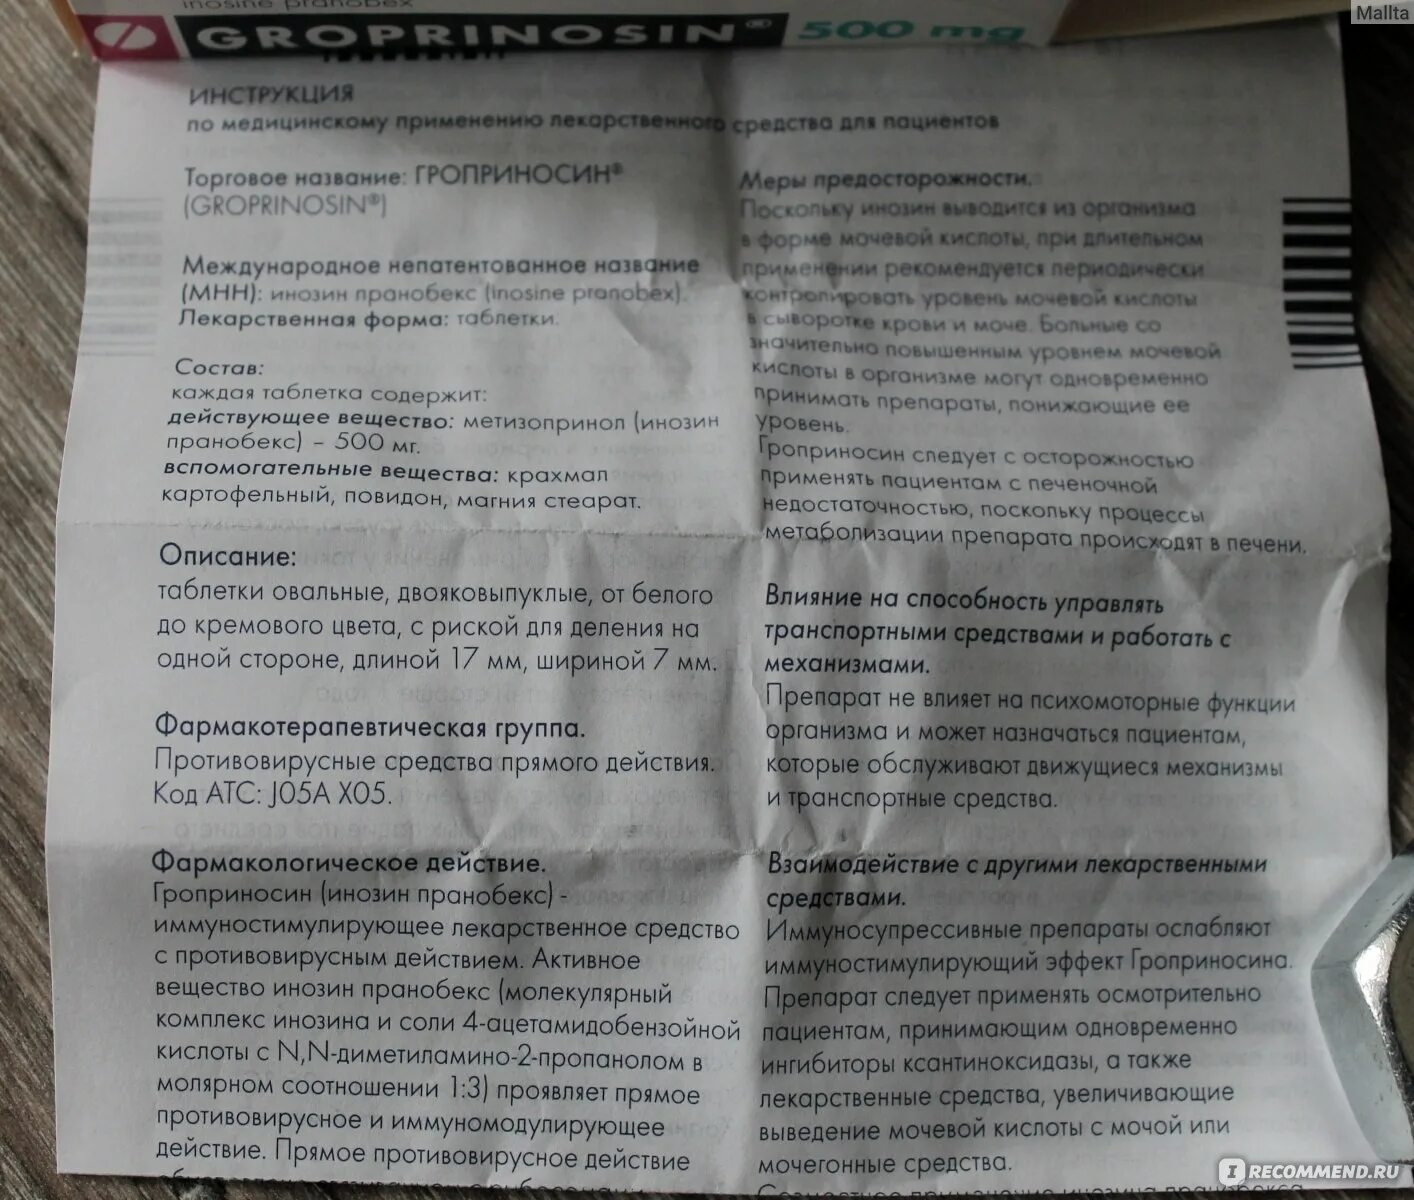 Mallta
inosine pranobex
GROPRINOSIN® 500 mg
ИНСТРУКЦИЯ
по медицинскому применению лекарственного средства для пациентов
Торговое название: ГРОПРИНОСИН®
(GROPRINOSIN®)
Международное непатентованное название
(МНН): инозин пранобекс (inosine pranobex).
Лекарственная форма: таблетки.
Состав:
каждая таблетка содержит:
действующее вещество: метизопринол (инозин
пранобекс) – 500 мг.
вспомогательные вещества: крахмал
картофельный, повидон, магния стеарат.
Описание:
таблетки овальные, двояковыпуклые, от белого
до кремового цвета, с риской для деления на
одной стороне, длиной 17 мм, шириной 7 мм.
Фармакотерапевтическая группа.
Противовирусные средства прямого действия.
Код АТС: J05A X05.
Фармакологическое действие.
Гроприносин (инозин пранобекс) -
иммуностимулирующее лекарственное средство
с противовирусным действием. Активное
вещество инозин пранобекс (молекулярный
комплекс инозина и соли 4-ацетамидобензойной
кислоты с N,N-диметиламино-2-пропанолом в
молярном соотношении 1:3) проявляет прямое
противовирусное и иммуномодулирующее
действие. Прямое противовирусное действие
Меры предосторожности.
Поскольку инозин выводится из организма
в форме мочевой кислоты, при длительном
применении рекомендуется периодически
контролировать уровень мочевой кислоты
в сыворотке крови и моче. Больные со
значительно повышенным уровнем мочевой
кислоты в организме могут одновременно
принимать препараты, понижающие ее
уровень.
Гроприносин следует с осторожностью
применять пациентам с печеночной
недостаточностью, поскольку процессы
метаболизации препарата происходят в печени.
Влияние на способность управлять
транспортными средствами и работать с
механизмами.
Препарат не влияет на психомоторные функции
организма и может назначаться пациентам,
которые обслуживают движущиеся механизмы
и транспортные средства.
Взаимодействие с другими лекарственными
средствами.
Иммуносупрессивные препараты ослабляют
иммуностимулирующий эффект Гроприносина.
Препарат следует применять осмотрительно
пациентам, принимающим одновременно
ингибиторы ксантиноксидазы, а также
лекарственные средства, увеличивающие
выведение мочевой кислоты с мочой или
мочегонные средства.
Совместное применение инозина пранобекса
IRECOMMEND.RU